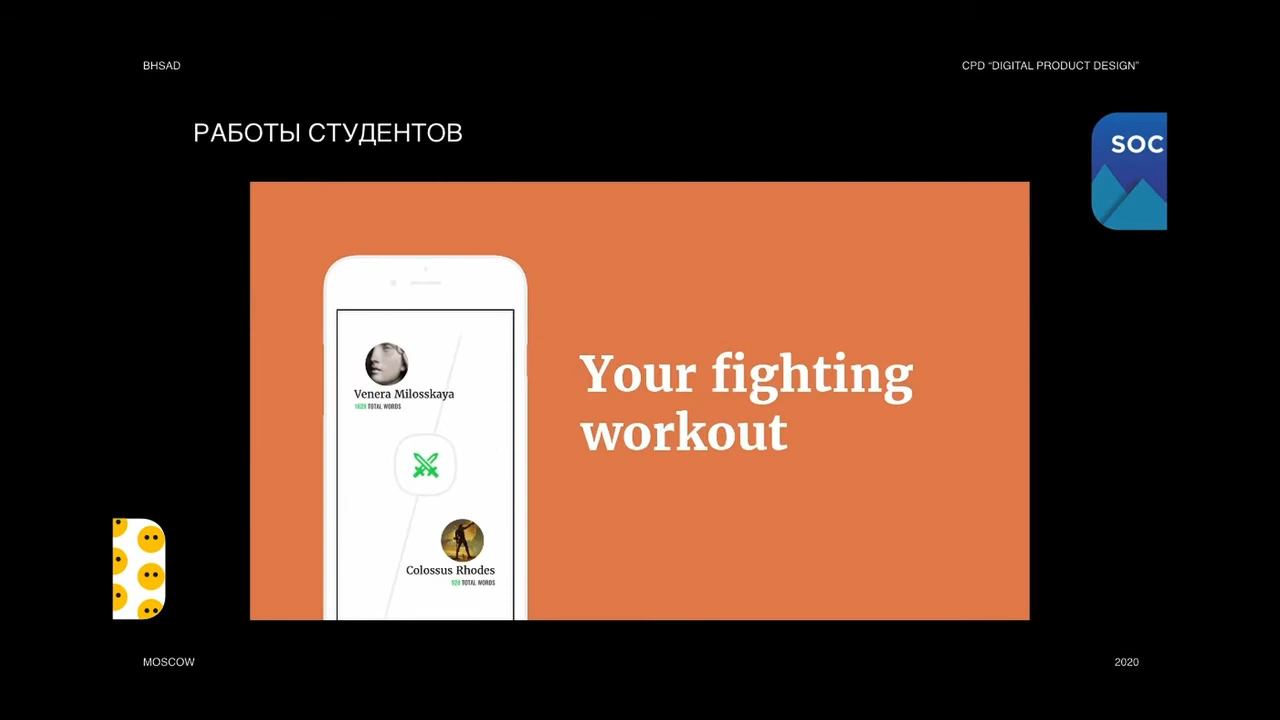 BHSAD
CPD “DIGITAL PRODUCT DESIGN”
РАБОТЫ СТУДЕНТОВ
SOC
Your fighting
workout
Venera Milosskaya
TOTAL WORDS
Colossus Rhodes
TOTAL WORDS
MOSCOW
2020